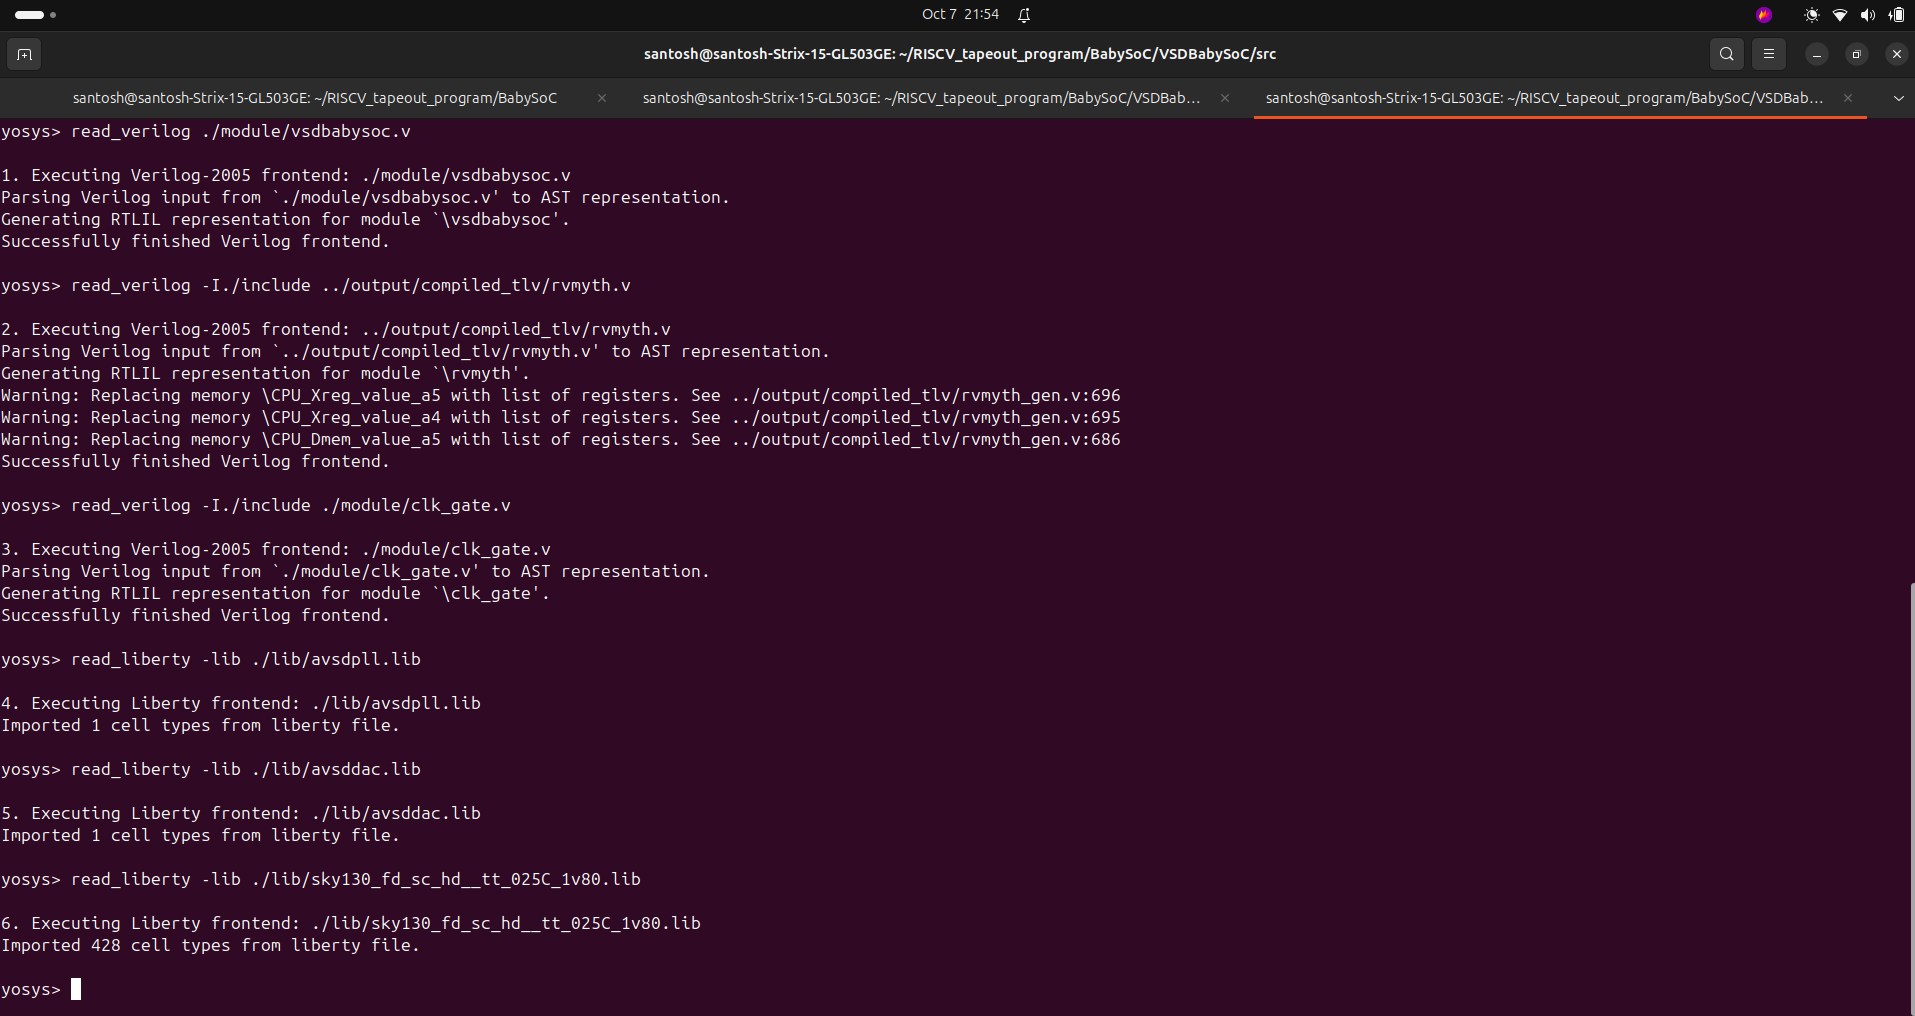 Oct 7 21:54
santosh@santosh-Strix-15-GL503GE: ~/RISCV_tapeout_program/BabySoC/VSDBabySoC/src
santosh@santosh-Strix-15-GL503GE: ~/RISCV_tapeout_program/BabySoC
santosh@santosh-Strix-15-GL503GE: ~/RISCV_tapeout_program/BabySoC/VSDBab...
santosh@santosh-Strix-15-GL503GE: ~/RISCV_tapeout_program/BabySoC/VSDBab...
yosys> read_verilog ./module/vsdbabysoc.v
1. Executing Verilog-2005 frontend: ./module/vsdbabysoc.v
Parsing Verilog input from `./module/vsdbabysoc.v' to AST representation.
Generating RTLIL representation for module `\vsdbabysoc'.
Successfully finished Verilog frontend.
yosys> read_verilog -I./include ../output/compiled_tlv/rvmyth.v
2. Executing Verilog-2005 frontend: ../output/compiled_tlv/rvmyth.v
Parsing Verilog input from `../output/compiled_tlv/rvmyth.v' to AST representation.
Generating RTLIL representation for module `\rvmyth'.
Warning: Replacing memory \CPU_Xreg_value_a5 with list of registers. See ../output/compiled_tlv/rvmyth_gen.v:696
Warning: Replacing memory \CPU_Xreg_value_a4 with list of registers. See ../output/compiled_tlv/rvmyth_gen.v:695
Warning: Replacing memory \CPU_Dmem_value_a5 with list of registers. See ../output/compiled_tlv/rvmyth_gen.v:686
Successfully finished Verilog frontend.
yosys> read_verilog -I./include ./module/clk_gate.v
3. Executing Verilog-2005 frontend: ./module/clk_gate.v
Parsing Verilog input from `./module/clk_gate.v' to AST representation.
Generating RTLIL representation for module `\clk_gate'.
Successfully finished Verilog frontend.
yosys> read_liberty -lib ./lib/avsdpll.lib
4. Executing Liberty frontend: ./lib/avsdpll.lib
Imported 1 cell types from liberty file.
yosys> read_liberty -lib ./lib/avsddac.lib
5. Executing Liberty frontend: ./lib/avsddac.lib
Imported 1 cell types from liberty file.
yosys> read_liberty -lib ./lib/sky130_fd_sc_hd__tt_025C_1v80.lib
6. Executing Liberty frontend: ./lib/sky130_fd_sc_hd__tt_025C_1v80.lib
Imported 428 cell types from liberty file.
yosys>